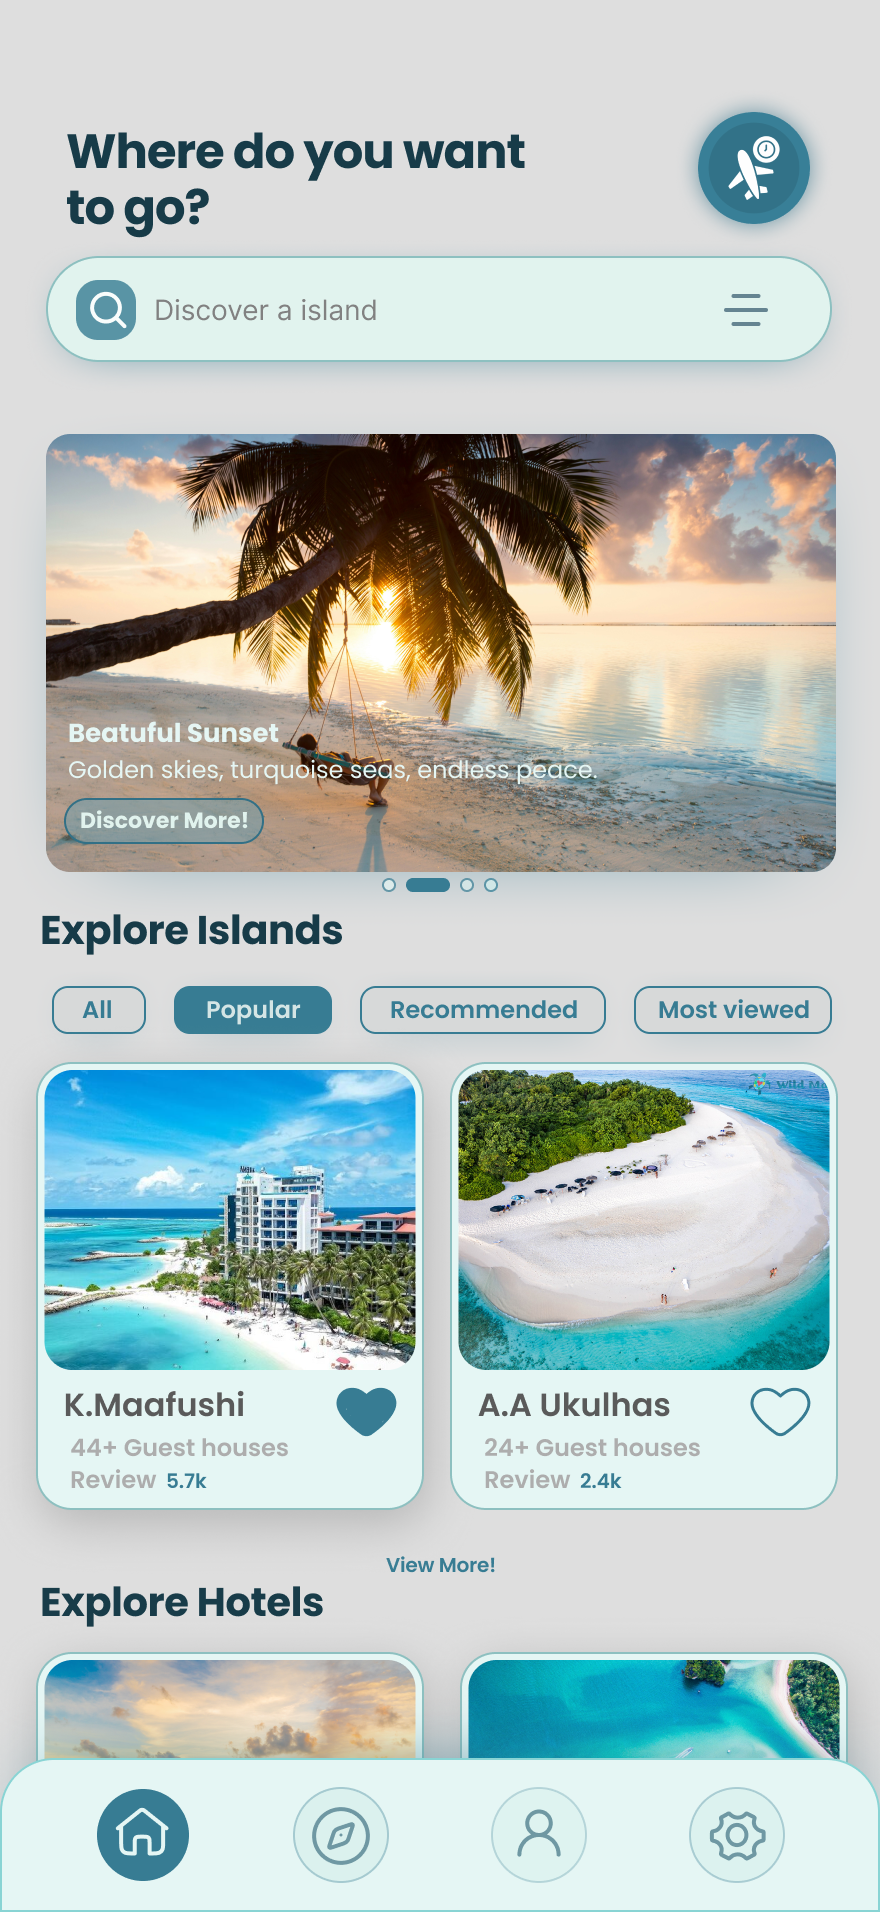 Where do you want
to go?
Discover a island
Beatuful Sunset
Golden skies, turquoise seas, endless peace.
Discover More!
Explore Islands
All Popular Recommended Most viewed
K.Maafushi
44+ Guest houses
Review 5.7k
A.A Ukulhas
24+ Guest houses
Review 2.4k
View More!
Explore Hotels